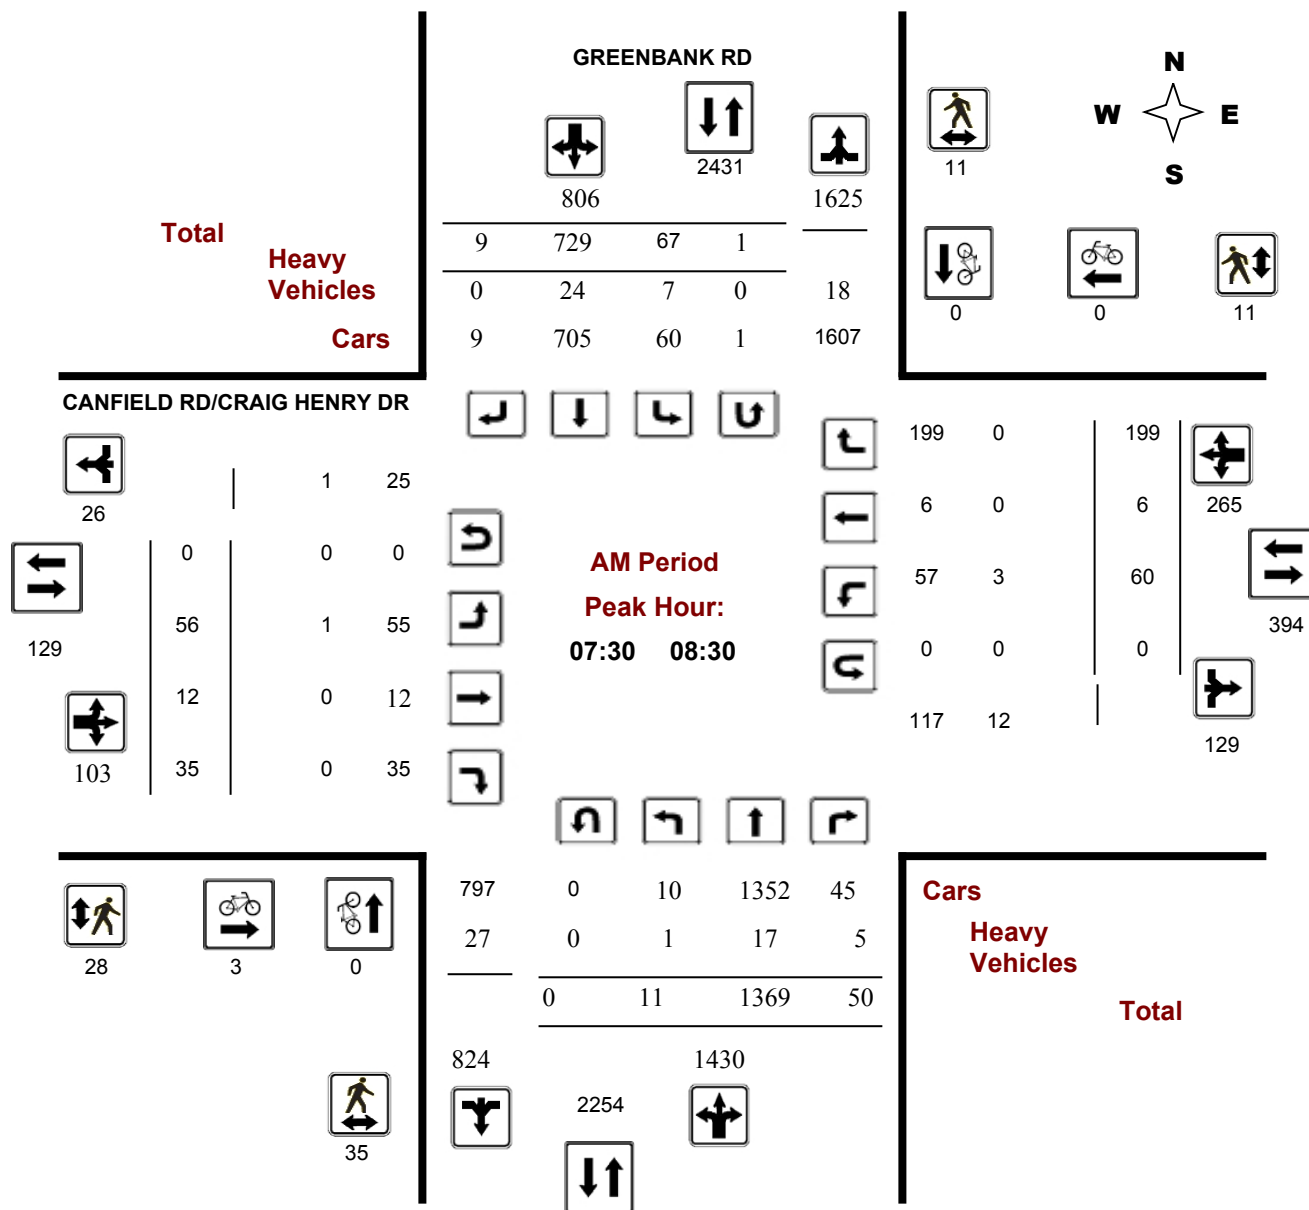 GREENBANK RD
N
W E
S
2431
11
806 1625
Total
9 729 67 1
Heavy
Vehicles
0 24 7 0 18
0 0 11
Cars
9 705 60 1 1607
CANFIELD RD/CRAIG HENRY DR
199 0 199
1 25
26
6 0 6 265
0 0 0
AM Period
57 3 60
Peak Hour:
56 1 55
394
129
07:30 08:30
0 0 0
12 0 12
117 12
129
103 35 0 35
797 0 10 1352 45
Cars
27 0 1 17 5
Heavy
Vehicles
28 3 0
0 11 1369 50
Total
824 1430
2254
35